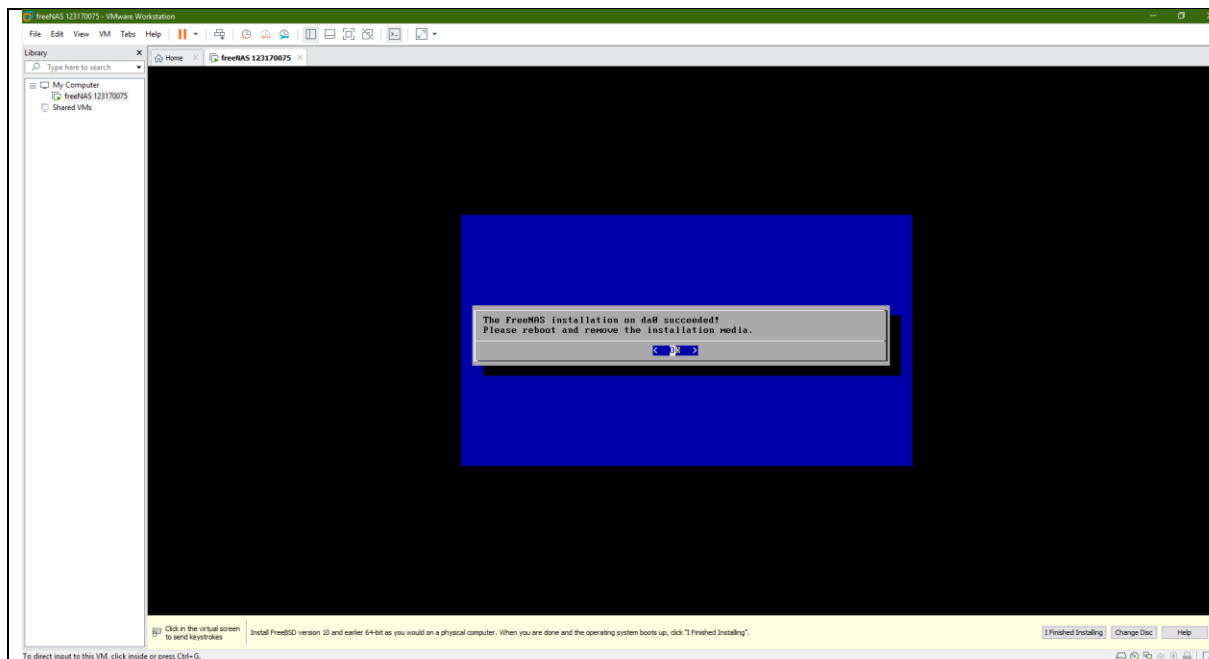 freeNAS 123170075 - VMware Workstation
File Edit View VM Tabs Help
Library
Home
freeNAS 123170075
Type here to search
My Computer
freeNAS 123170075
Shared VMs
The FreeNAS installation on da0 succeeded!
Please reboot and remove the installation media.
< OK >
Click in the virtual screen
to send keystrokes
Install FreeBSD version 10 and earlier 64-bit as you would on a physical computer. When you are done and the operating system boots up, click "I Finished Installing".
I Finished Installing
Change Disc
Help
To direct input to this VM, click inside or press Ctrl+G.